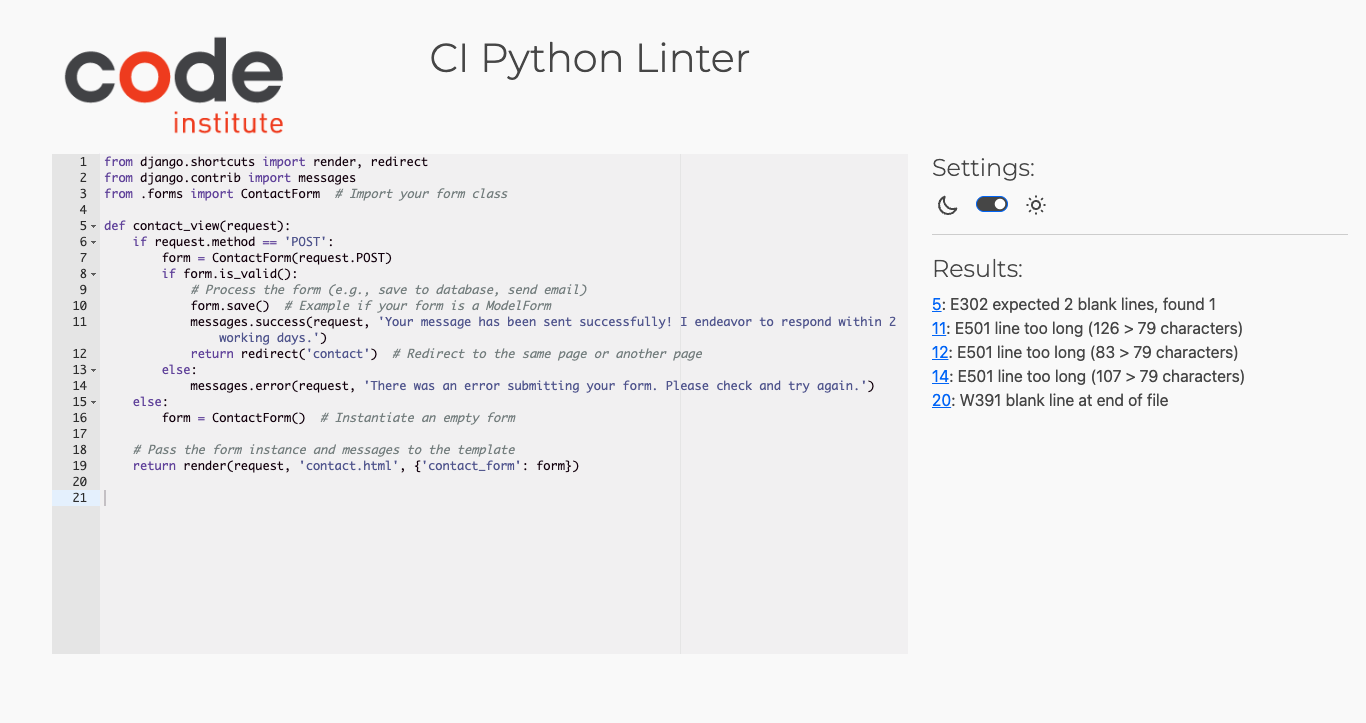 code
institute
CI Python Linter
1 from django.shortcuts import render, redirect
2 from django.contrib import messages
3 from .forms import ContactForm  # Import your form class
4
5 def contact_view(request):
6     if request.method == 'POST':
7         form = ContactForm(request.POST)
8         if form.is_valid():
9             # Process the form (e.g., save to database, send email)
10             form.save()  # Example if your form is a ModelForm
11             messages.success(request, 'Your message has been sent successfully! I endeavor to respond within 2
working days.')
12             return redirect('contact')  # Redirect to the same page or another page
13         else:
14             messages.error(request, 'There was an error submitting your form. Please check and try again.')
15     else:
16         form = ContactForm()  # Instantiate an empty form
17
18     # Pass the form instance and messages to the template
19     return render(request, 'contact.html', {'contact_form': form})
20
21
Settings:
Results:
5: E302 expected 2 blank lines, found 1
11: E501 line too long (126 > 79 characters)
12: E501 line too long (83 > 79 characters)
14: E501 line too long (107 > 79 characters)
20: W391 blank line at end of file